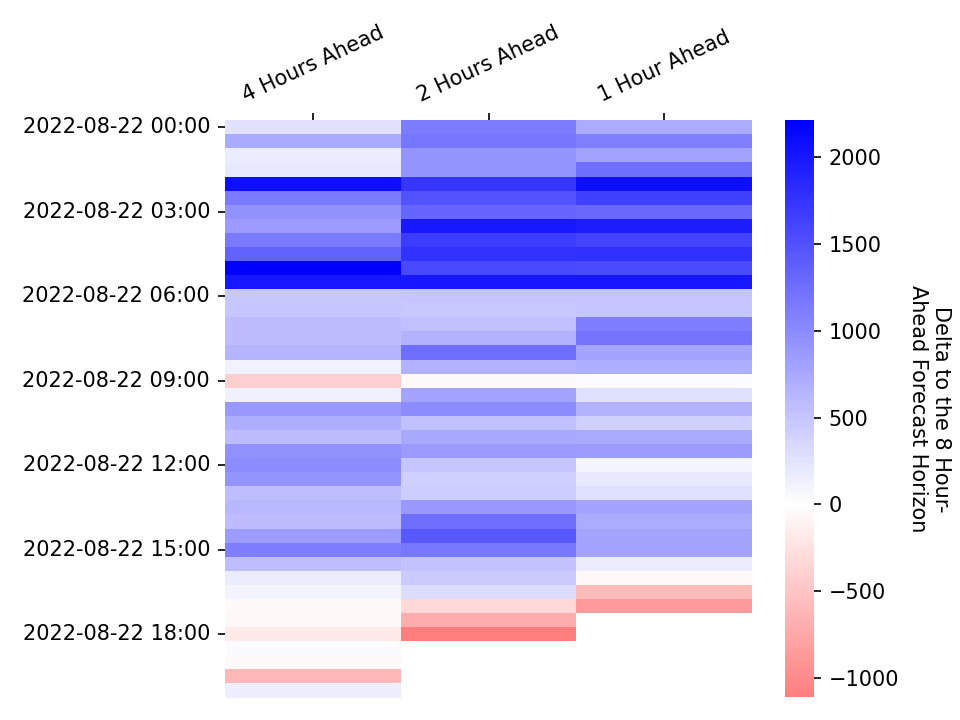 4 Hours Ahead
2 Hours Ahead
1 Hour Ahead
2022-08-22 00:00
2022-08-22 03:00
2022-08-22 06:00
2022-08-22 09:00
2022-08-22 12:00
2022-08-22 15:00
2022-08-22 18:00
2000
1500
1000
500
0
−500
−1000
Delta to the 8 Hour-
Ahead Forecast Horizon